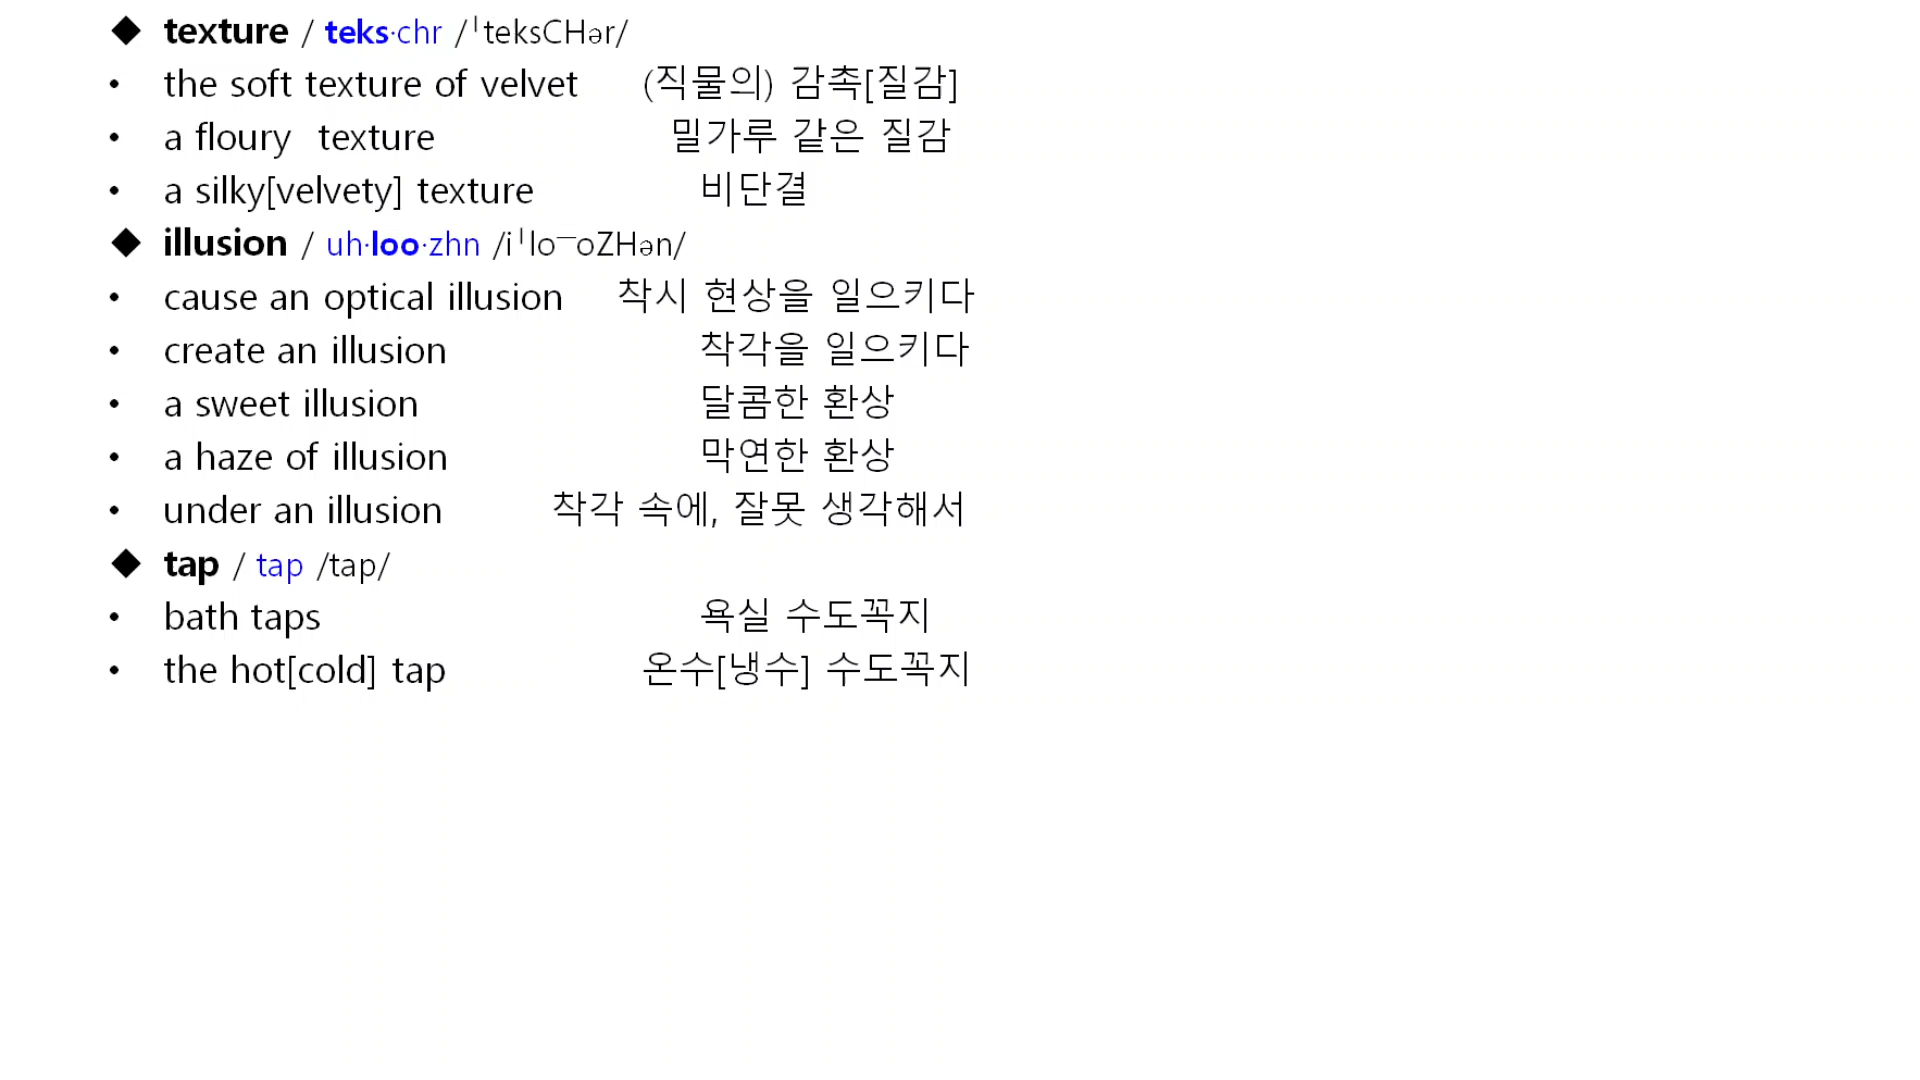 ◆ texture / teks·chr /ˈteksCHər/
• the soft texture of velvet (직물의) 감촉[질감]
• a floury texture 밀가루 같은 질감
• a silky[velvety] texture 비단결
◆ illusion / uh·loo·zhn /iˈlo͞oZHən/
• cause an optical illusion 착시 현상을 일으키다
• create an illusion 착각을 일으키다
• a sweet illusion 달콤한 환상
• a haze of illusion 막연한 환상
• under an illusion 착각 속에, 잘못 생각해서
◆ tap / tap /tap/
• bath taps 욕실 수도꼭지
• the hot[cold] tap 온수[냉수] 수도꼭지